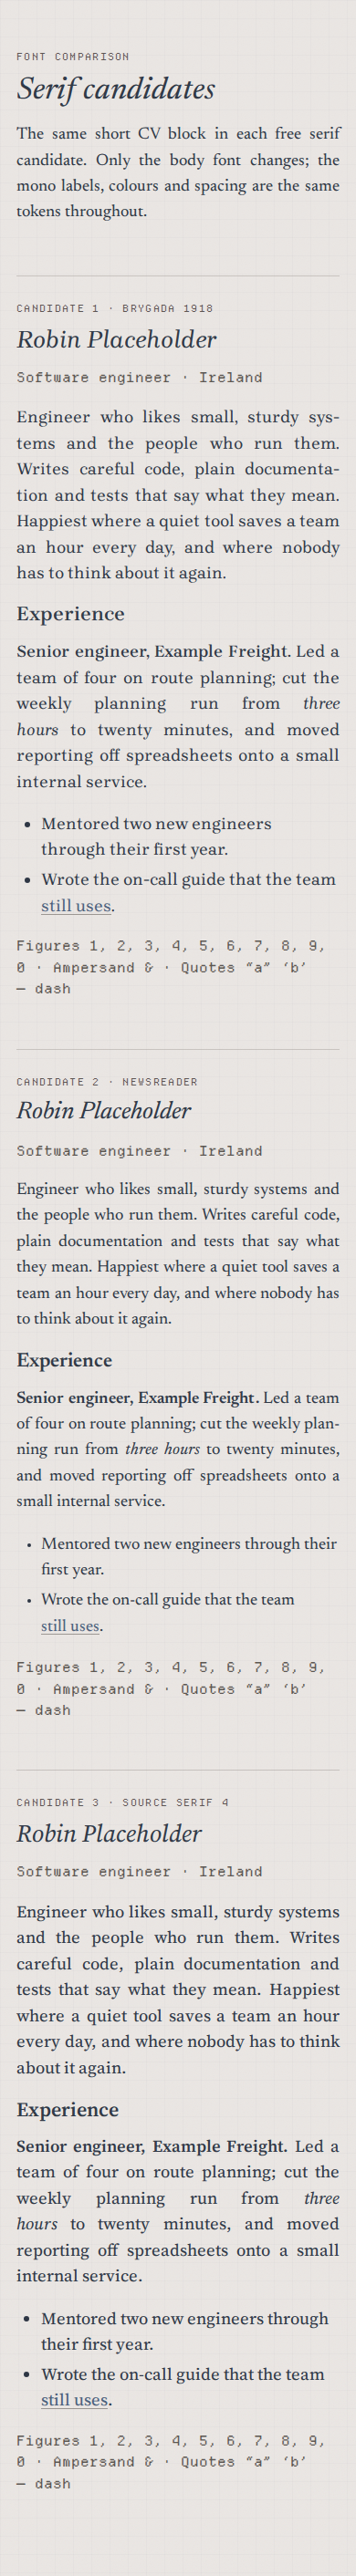 FONT COMPARISON
Serif candidates
The same short CV block in each free serif
candidate. Only the body font changes; the
mono labels, colours and spacing are the same
tokens throughout.
CANDIDATE 1 · BRYGADA 1918
Robin Placeholder
Software engineer · Ireland
Engineer who likes small, sturdy sys-
tems and the people who run them.
Writes careful code, plain documenta-
tion and tests that say what they mean.
Happiest where a quiet tool saves a team
an hour every day, and where nobody
has to think about it again.
Experience
Senior engineer, Example Freight. Led a
team of four on route planning; cut the
weekly planning run from three
hours to twenty minutes, and moved
reporting off spreadsheets onto a small
internal service.
• Mentored two new engineers
through their first year.
• Wrote the on-call guide that the team
still uses.
Figures 1, 2, 3, 4, 5, 6, 7, 8, 9,
0 · Ampersand & · Quotes “a” ‘b’
— dash
CANDIDATE 2 · NEWSREADER
Robin Placeholder
Software engineer · Ireland
Engineer who likes small, sturdy systems and
the people who run them. Writes careful code,
plain documentation and tests that say what
they mean. Happiest where a quiet tool saves a
team an hour every day, and where nobody has
to think about it again.
Experience
Senior engineer, Example Freight. Led a team
of four on route planning; cut the weekly plan-
ning run from three hours to twenty minutes,
and moved reporting off spreadsheets onto a
small internal service.
• Mentored two new engineers through their
first year.
• Wrote the on-call guide that the team
still uses.
Figures 1, 2, 3, 4, 5, 6, 7, 8, 9,
0 · Ampersand & · Quotes “a” ‘b’
— dash
CANDIDATE 3 · SOURCE SERIF 4
Robin Placeholder
Software engineer · Ireland
Engineer who likes small, sturdy systems
and the people who run them. Writes
careful code, plain documentation and
tests that say what they mean. Happiest
where a quiet tool saves a team an hour
every day, and where nobody has to think
about it again.
Experience
Senior engineer, Example Freight. Led a
team of four on route planning; cut the
weekly planning run from three
hours to twenty minutes, and moved
reporting off spreadsheets onto a small
internal service.
• Mentored two new engineers through
their first year.
• Wrote the on-call guide that the team
still uses.
Figures 1, 2, 3, 4, 5, 6, 7, 8, 9,
0 · Ampersand & · Quotes “a” ‘b’
— dash